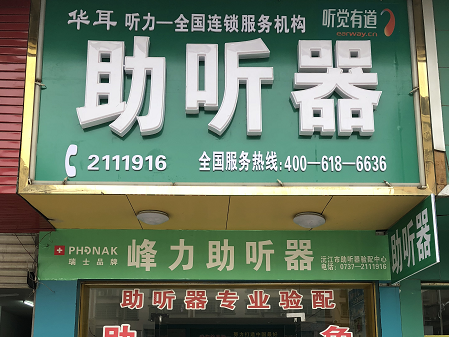 华耳 听力—全国连锁服务机构
听觉有道
eerway.cn
助听器
2111916 全国服务热线:400—618—6636
PHONAK
瑞士品牌
峰力助听器
沅江市助听器验配中心
电话:0737—2111916
助听器
助听器专业验配
助